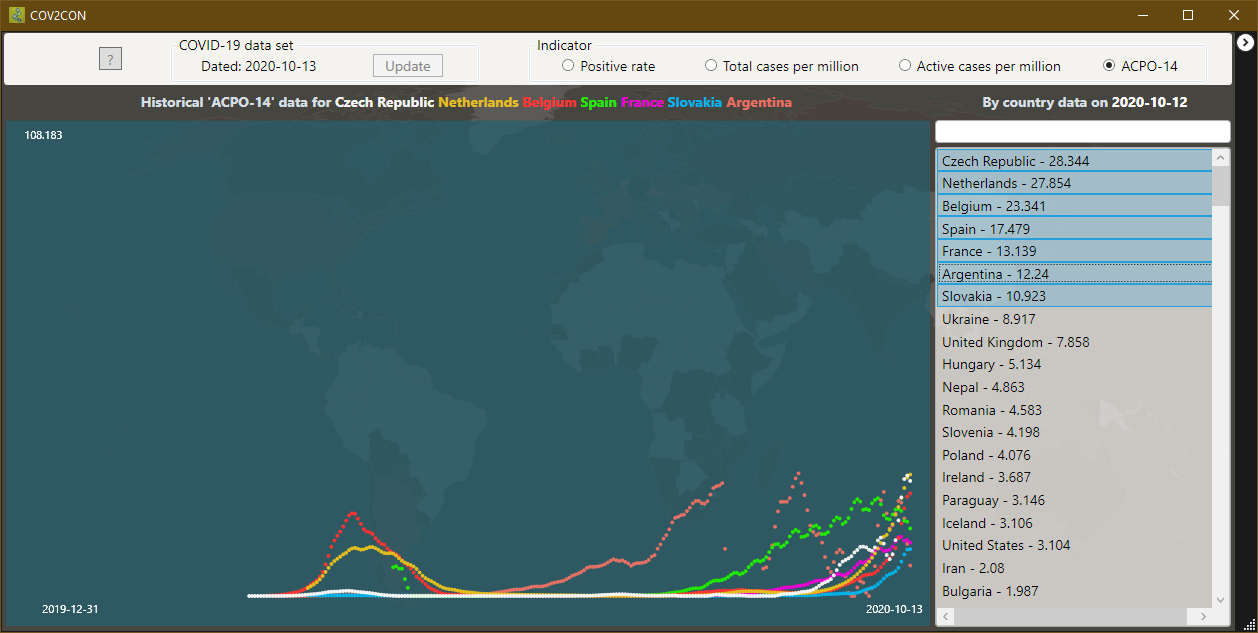 COV2CON
?
COVID-19 data set
Dated: 2020-10-13
Update
Indicator
Positive rate
Total cases per million
Active cases per million
ACPO-14
Historical 'ACPO-14' data for Czech Republic Netherlands Belgium Spain France Slovakia Argentina
By country data on 2020-10-12
108.183
2019-12-31
2020-10-13
Czech Republic - 28.344
Netherlands - 27.854
Belgium - 23.341
Spain - 17.479
France - 13.139
Argentina - 12.24
Slovakia - 10.923
Ukraine - 8.917
United Kingdom - 7.858
Hungary - 5.134
Nepal - 4.863
Romania - 4.583
Slovenia - 4.198
Poland - 4.076
Ireland - 3.687
Paraguay - 3.146
Iceland - 3.106
United States - 3.104
Iran - 2.08
Bulgaria - 1.987